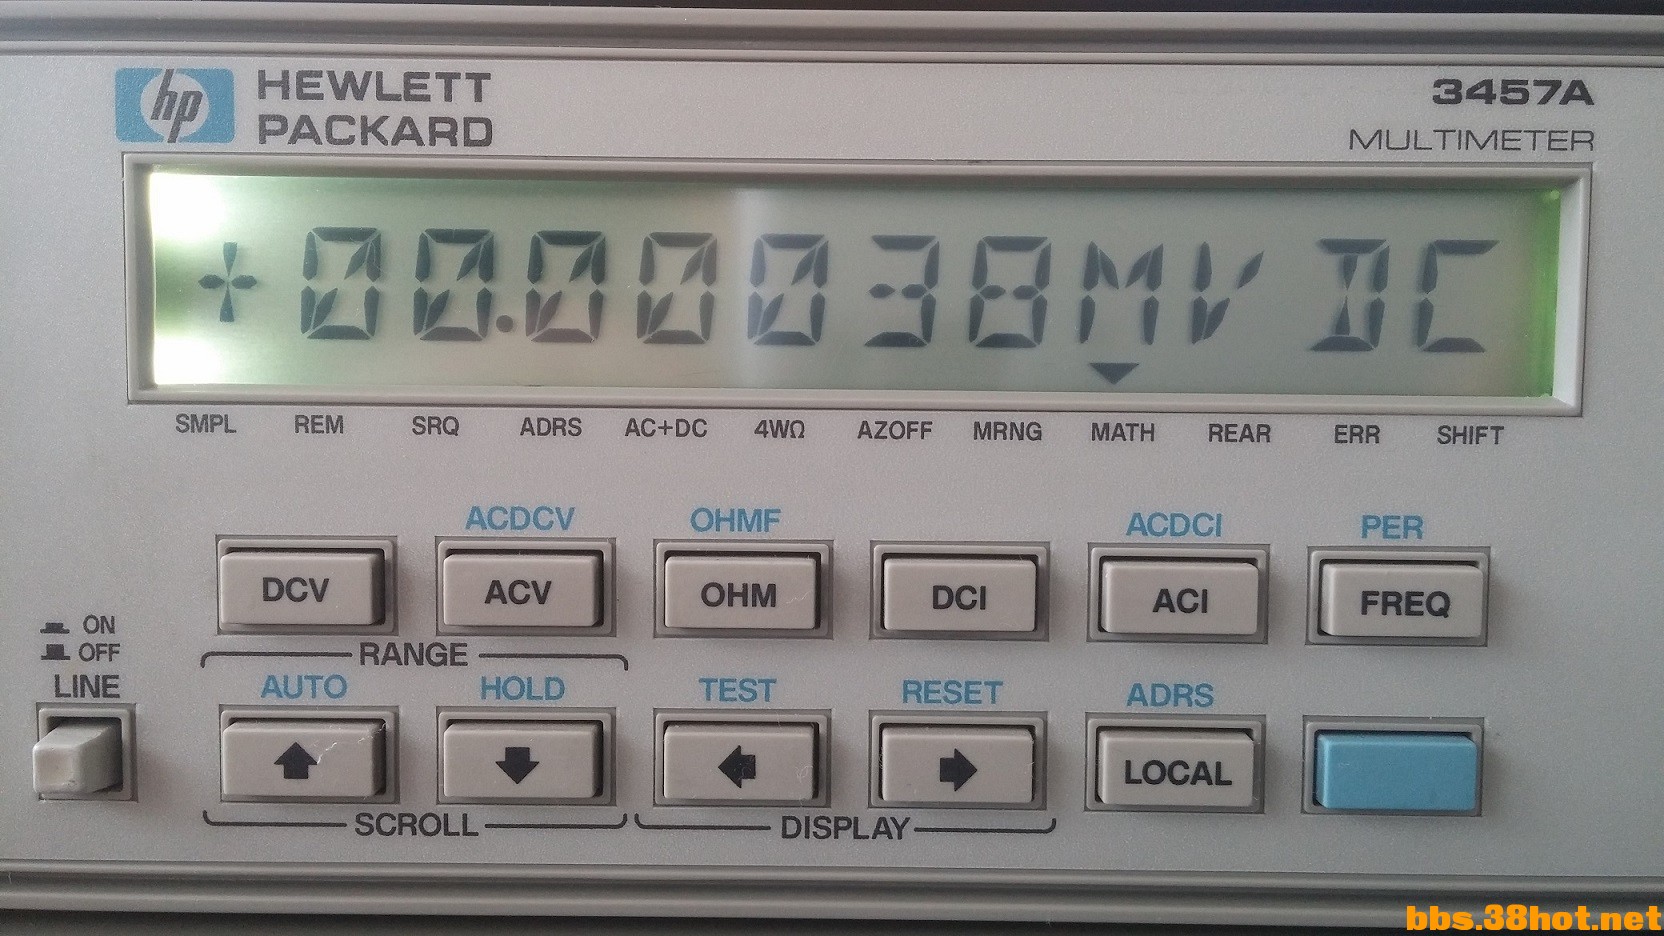 hp HEWLETT PACKARD
3457A
MULTIMETER
+00.00038MV DC
SMPL REM SRQ ADRS AC+DC 4WΩ AZOFF MRNG MATH REAR ERR SHIFT
ACDCV OHMF ACDCI PER
DCV ACV OHM DCI ACI FREQ
ON
OFF
LINE
RANGE
AUTO HOLD TEST RESET ADRS
LOCAL
SCROLL DISPLAY
bbs.38hot.net